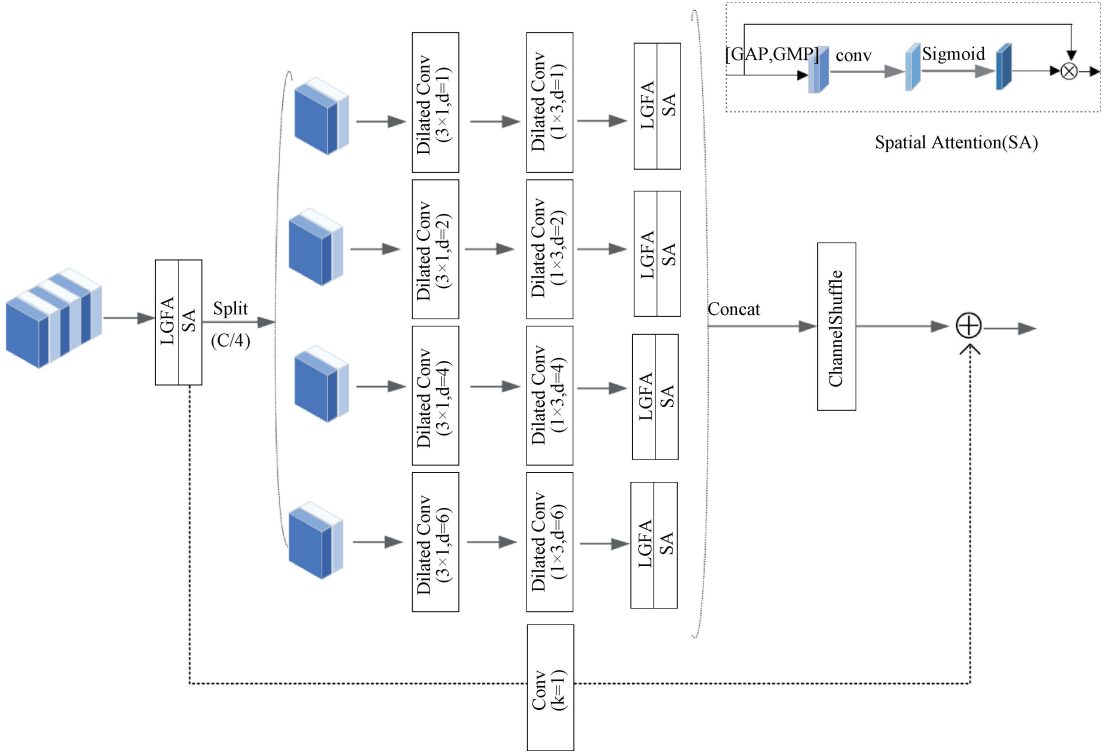 [GAP,GMP]
conv
Sigmoid
Spatial Attention(SA)
LGFA
SA
Split
(C/4)
Dilated Conv
(3×1,d=1)
Dilated Conv
(1×3,d=1)
LGFA
SA
Dilated Conv
(3×1,d=2)
Dilated Conv
(1×3,d=2)
LGFA
SA
Dilated Conv
(3×1,d=4)
Dilated Conv
(1×3,d=4)
LGFA
SA
Dilated Conv
(3×1,d=6)
Dilated Conv
(1×3,d=6)
LGFA
SA
Concat
ChannelShuffle
Conv
(k=1)